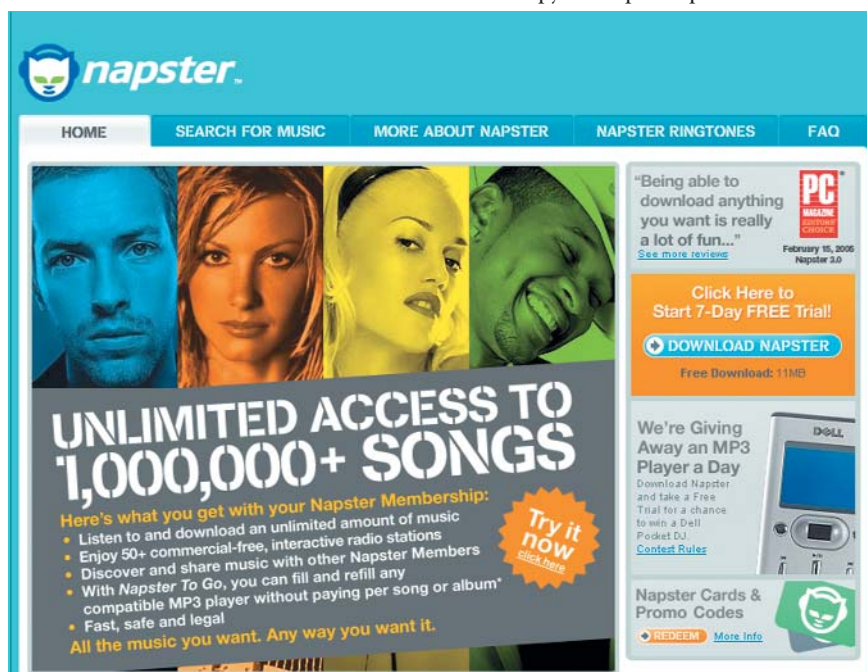 napster™
HOME
SEARCH FOR MUSIC
MORE ABOUT NAPSTER
NAPSTER RINGTONES
FAQ
UNLIMITED ACCESS TO
1,000,000+ SONGS
Here's what you get with your Napster Membership:
• Listen to and download an unlimited amount of music
• Enjoy 50+ commercial-free, interactive radio stations
• Discover and share music with other Napster Members
• With Napster To Go, you can fill and refill any
compatible MP3 player without paying per song or album*
• Fast, safe and legal
All the music you want. Any way you want it.
Try it
now
click here
"Being able to
download anything
you want is really
a lot of fun..."
See more reviews
PC
MAGAZINE
EDITORS'
CHOICE
February 15, 2005
Napster 3.0
Click Here to
Start 7-Day FREE Trial!
DOWNLOAD NAPSTER
Free Download: 11MB
We're Giving
Away an MP3
Player a Day
Download Napster
and take a Free
Trial for a chance
to win a Dell
Pocket DJ.
Contest Rules
DELL
Napster Cards &
Promo Codes
REDEEM
More Info